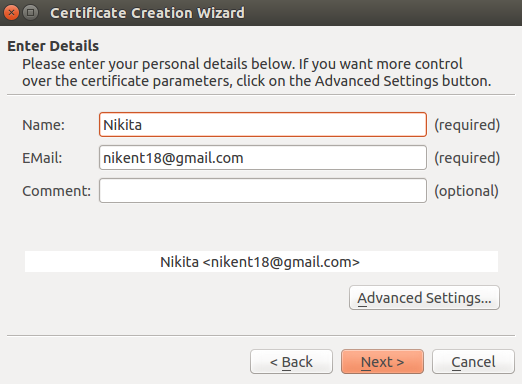 Certificate Creation Wizard
Enter Details
Please enter your personal details below. If you want more control
over the certificate parameters, click on the Advanced Settings button.
Name: Nikita (required)
EMail: nikent18@gmail.com (required)
Comment: (optional)
Nikita <nikent18@gmail.com>
Advanced Settings...
< Back Next > Cancel